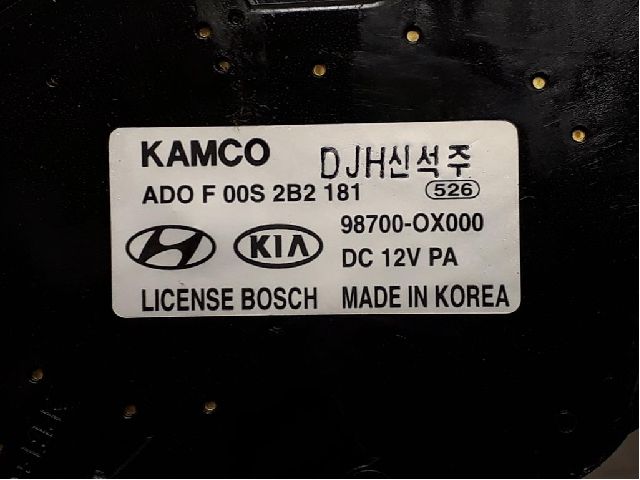 KAMCO DJH신석주
ADO F 00S 2B2 181 526
98700-OX000
KIA
DC 12V PA
LICENSE BOSCH MADE IN KOREA